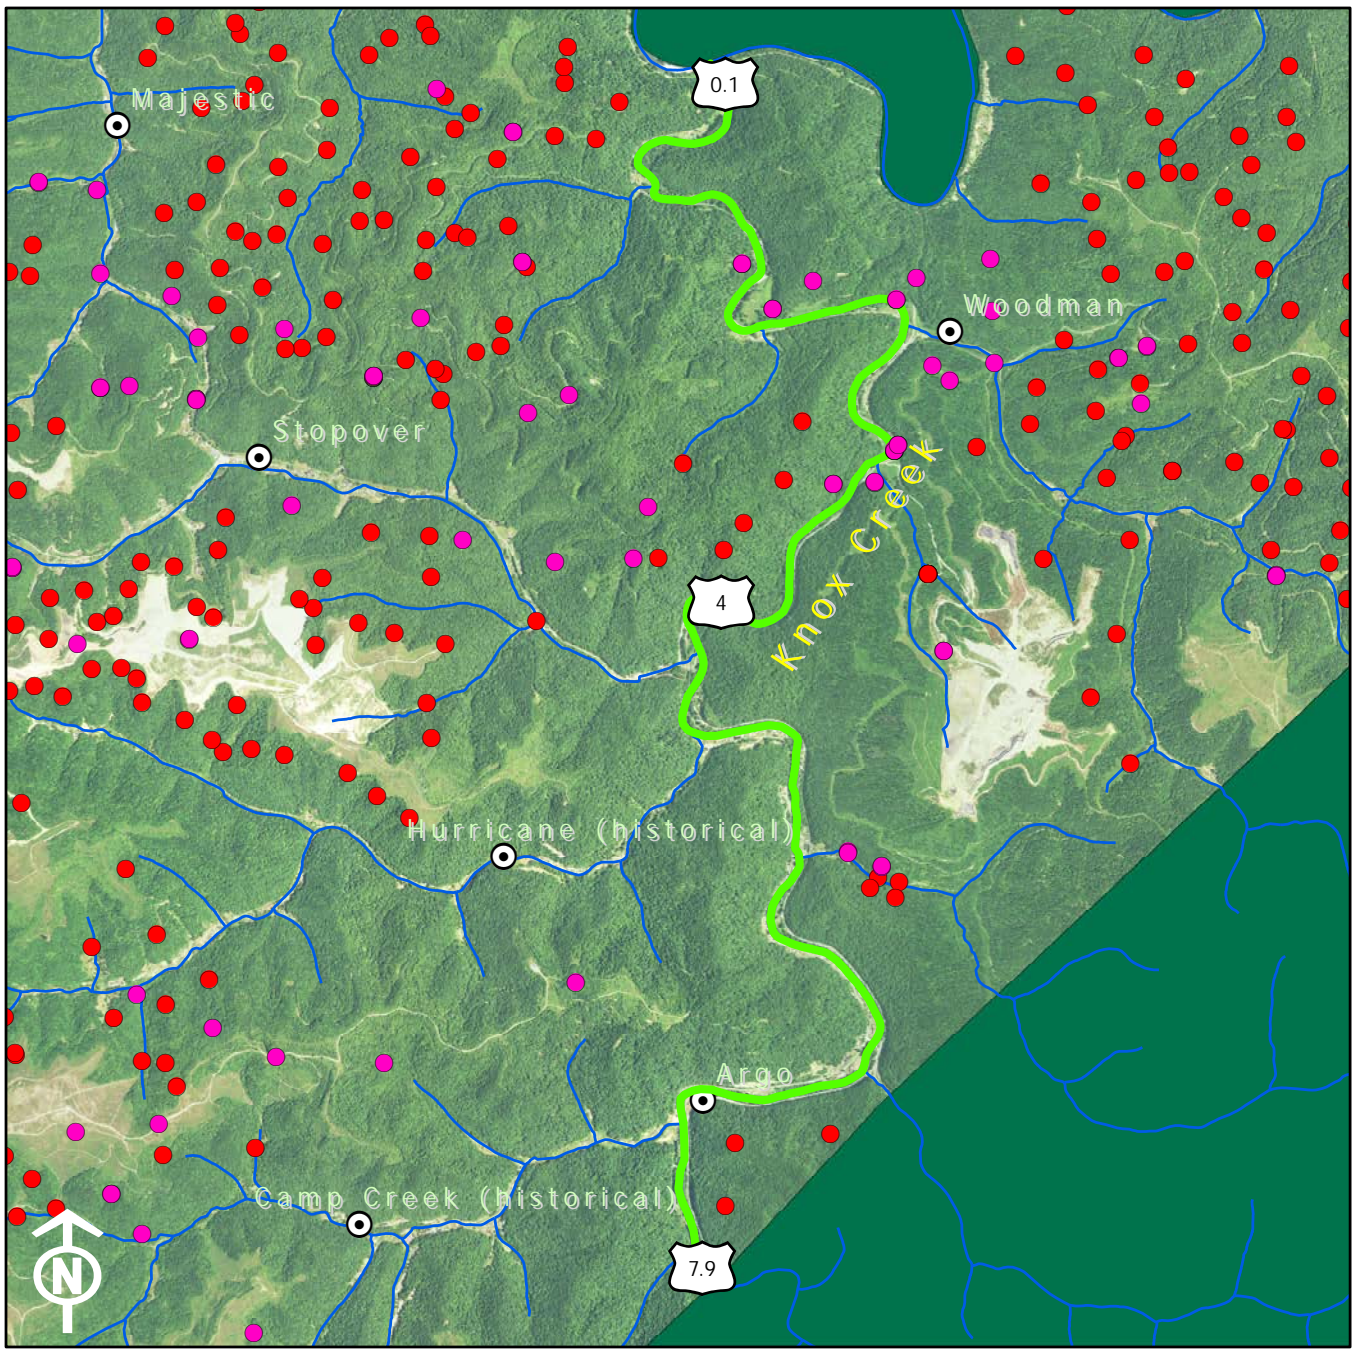 0.1
Majestic
Woodman
Stopover
Knox Creek
4
Hurricane (historical)
Argo
Camp Creek (historical)
7.9
N